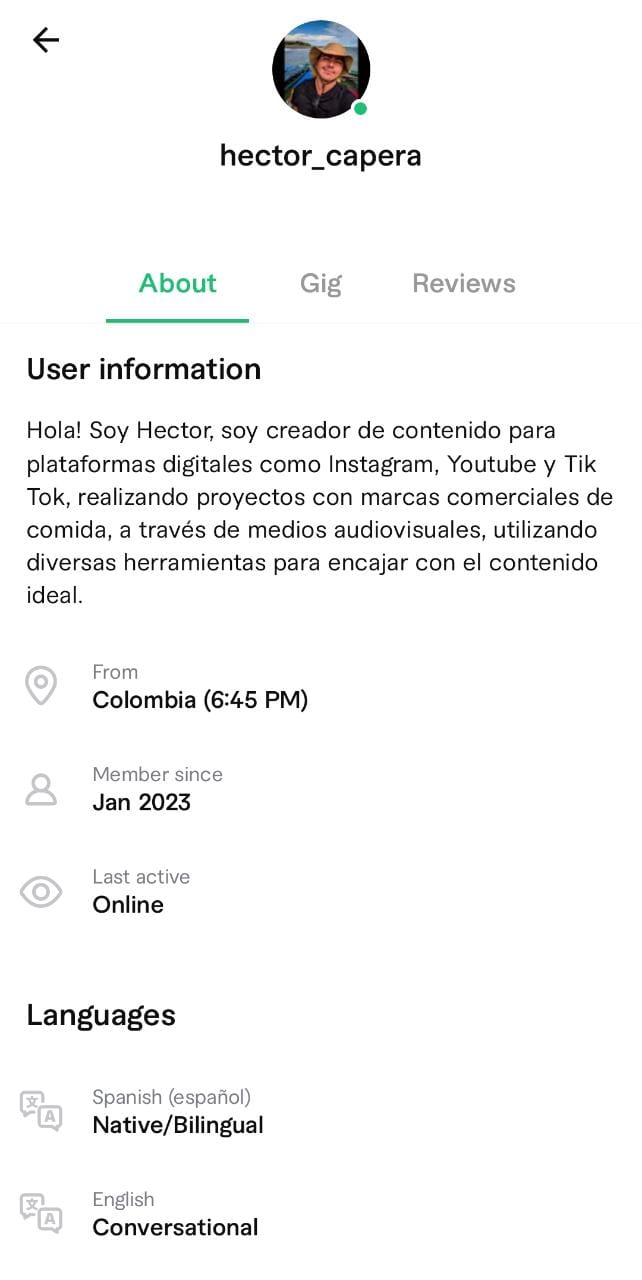 hector_capera
About
Gig
Reviews
User information
Hola! Soy Hector, soy creador de contenido para
plataformas digitales como Instagram, Youtube y Tik
Tok, realizando proyectos con marcas comerciales de
comida, a través de medios audiovisuales, utilizando
diversas herramientas para encajar con el contenido
ideal.
From
Colombia (6:45 PM)
Member since
Jan 2023
Last active
Online
Languages
Spanish (español)
Native/Bilingual
English
Conversational